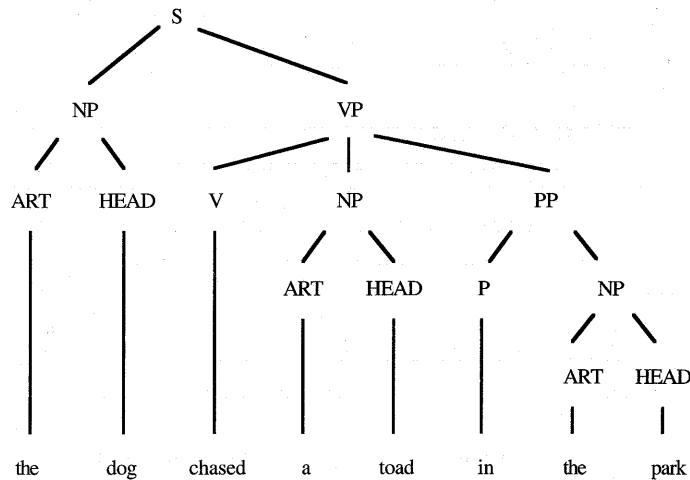 S
NP VP
ART HEAD V NP PP
ART HEAD P NP
ART HEAD
the dog chased a toad in the park